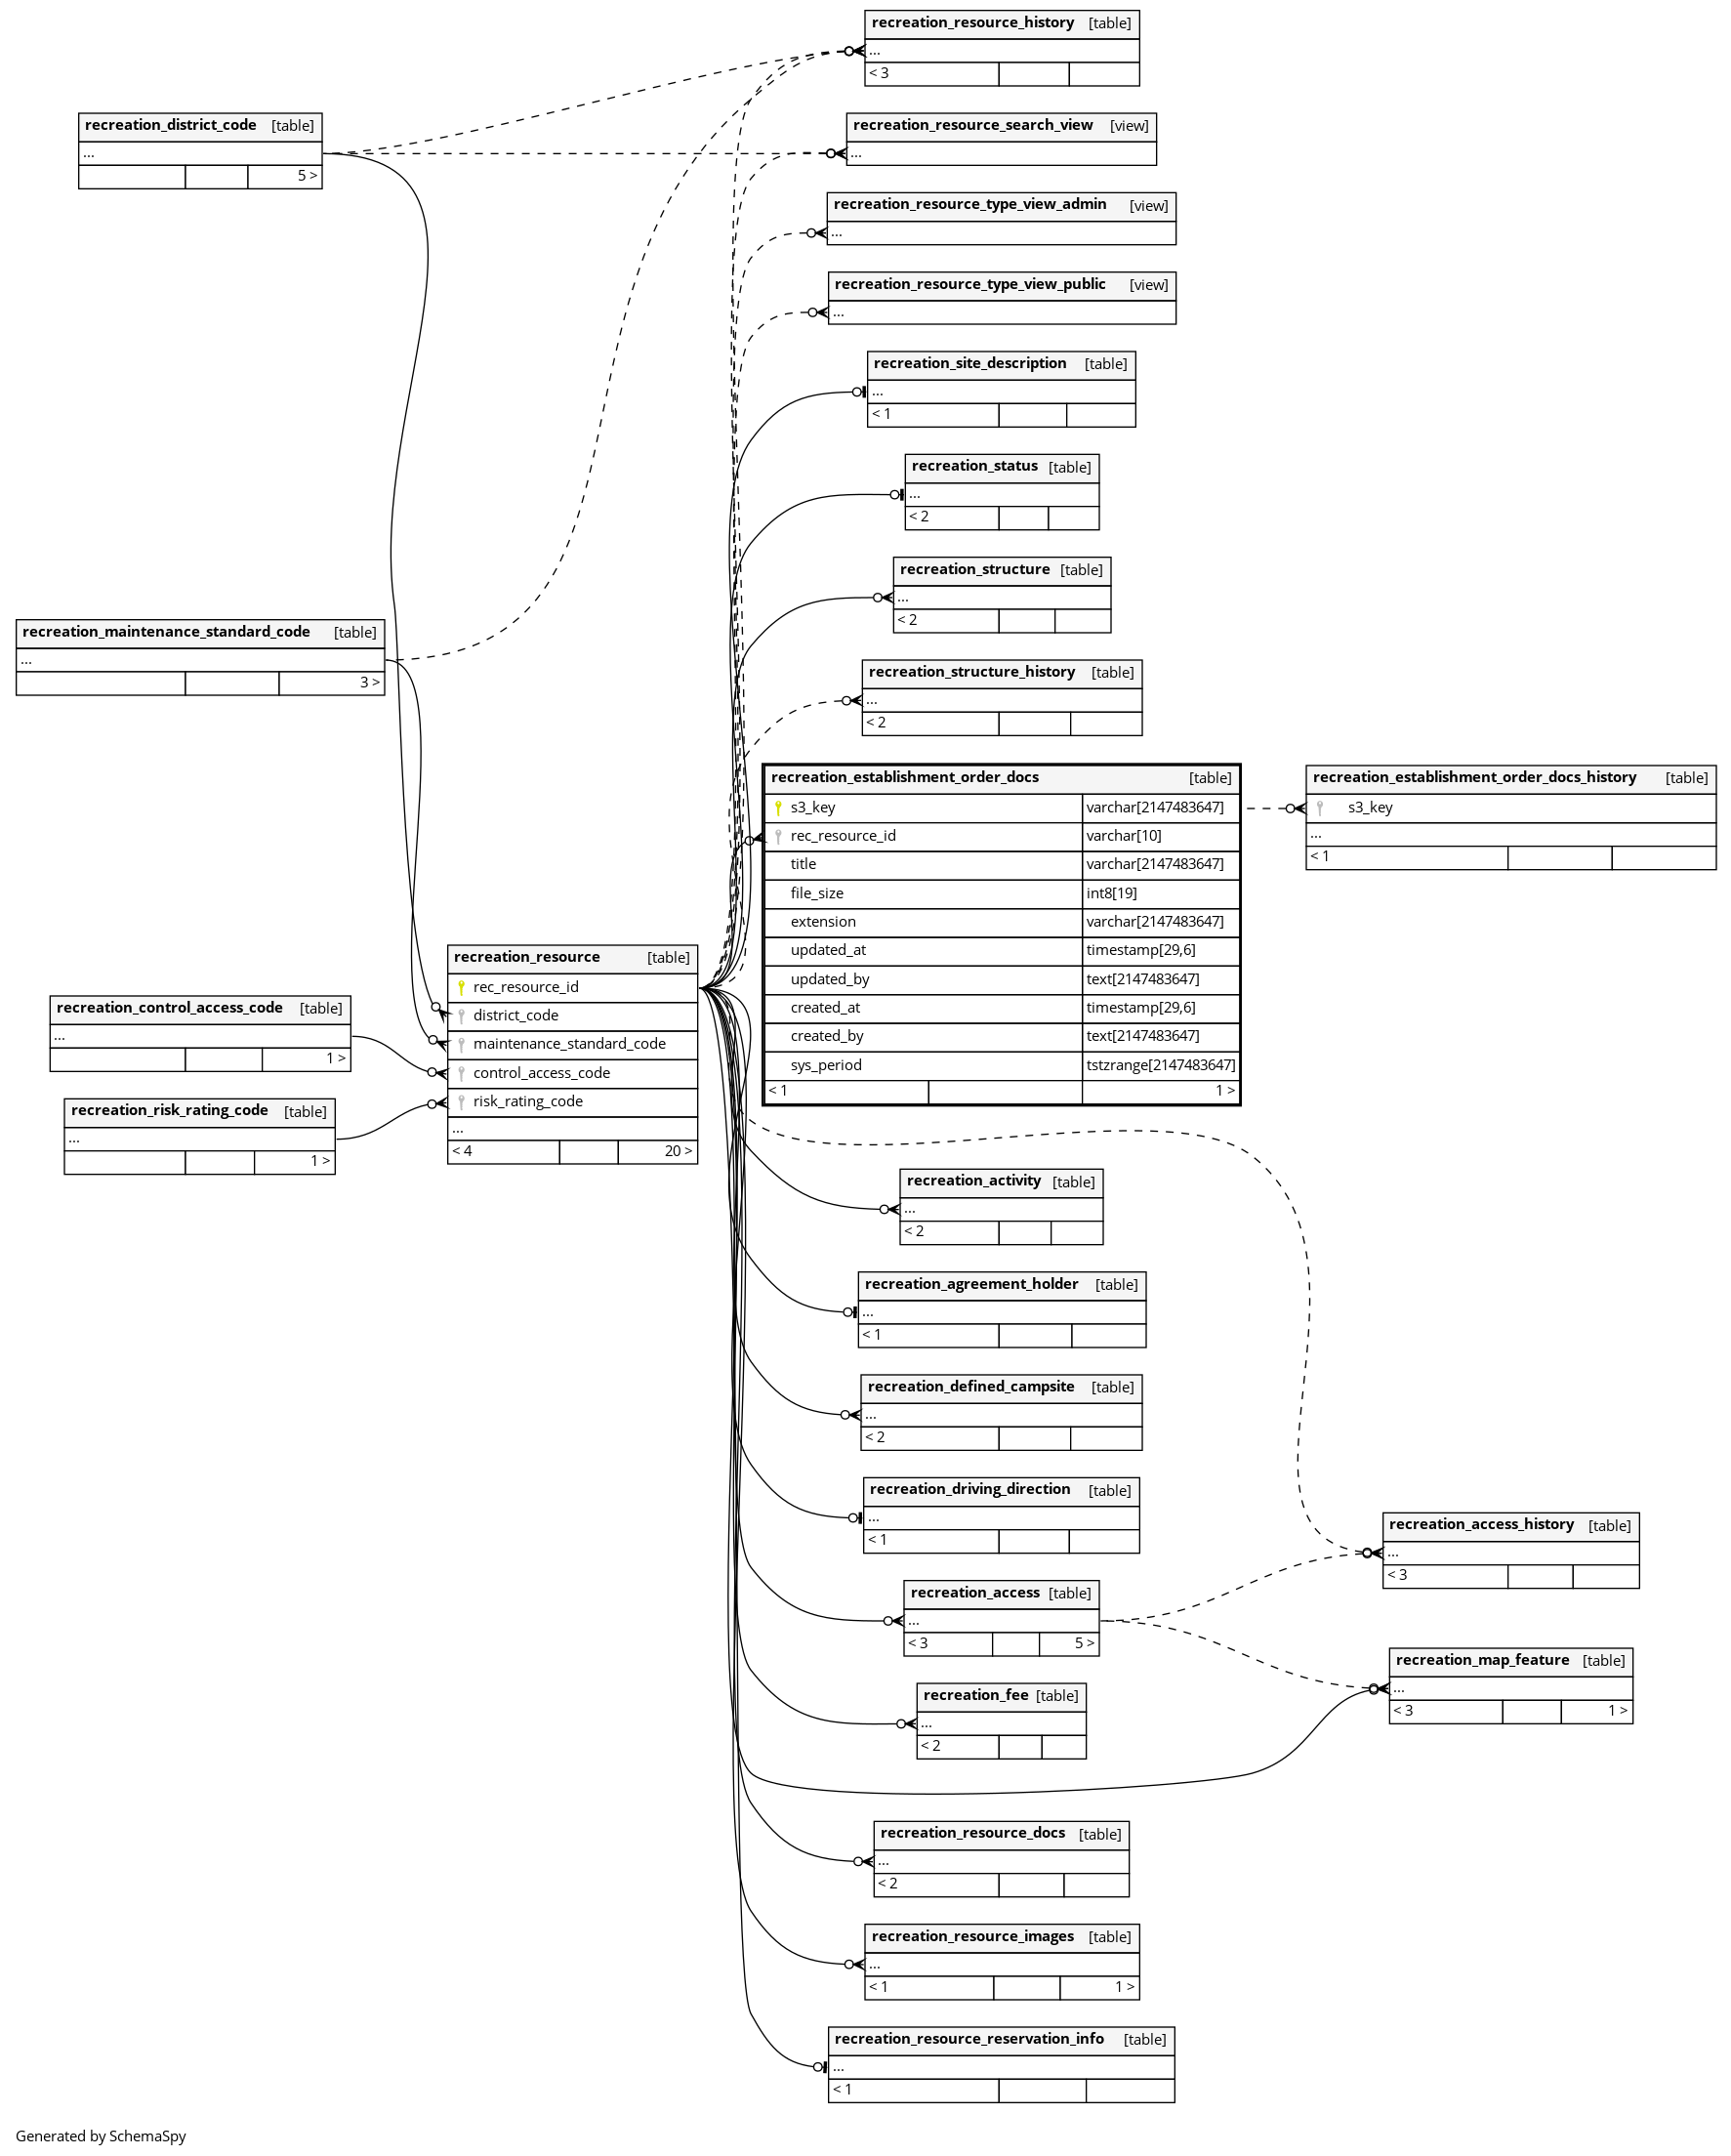 recreation_resource_history [table]
...
< 3
recreation_district_code [table]
...
5 >
recreation_resource_search_view [view]
...
recreation_resource_type_view_admin [view]
...
recreation_resource_type_view_public [view]
...
recreation_site_description [table]
...
< 1
recreation_status [table]
...
< 2
recreation_structure [table]
...
< 2
recreation_maintenance_standard_code [table]
...
3 >
recreation_structure_history [table]
...
< 2
recreation_establishment_order_docs [table]
s3_key varchar[2147483647]
rec_resource_id varchar[10]
title varchar[2147483647]
file_size int8[19]
extension varchar[2147483647]
updated_at timestamp[29,6]
updated_by text[2147483647]
created_at timestamp[29,6]
created_by text[2147483647]
sys_period tstzrange[2147483647]
< 1 1 >
recreation_establishment_order_docs_history [table]
s3_key
...
< 1
recreation_resource [table]
rec_resource_id
district_code
maintenance_standard_code
control_access_code
risk_rating_code
...
< 4 20 >
recreation_control_access_code [table]
...
1 >
recreation_risk_rating_code [table]
...
1 >
recreation_activity [table]
...
< 2
recreation_agreement_holder [table]
...
< 1
recreation_defined_campsite [table]
...
< 2
recreation_driving_direction [table]
...
< 1
recreation_access_history [table]
...
< 3
recreation_access [table]
...
< 3 5 >
recreation_map_feature [table]
...
< 3 1 >
recreation_fee [table]
...
< 2
recreation_resource_docs [table]
...
< 2
recreation_resource_images [table]
...
< 1 1 >
recreation_resource_reservation_info [table]
...
< 1
Generated by SchemaSpy